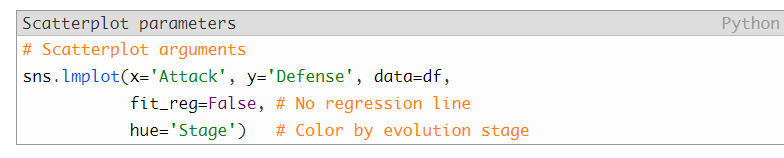 Scatterplot parameters Python
# Scatterplot arguments
sns.lmplot(x='Attack', y='Defense', data=df,
           fit_reg=False, # No regression line
           hue='Stage')   # Color by evolution stage